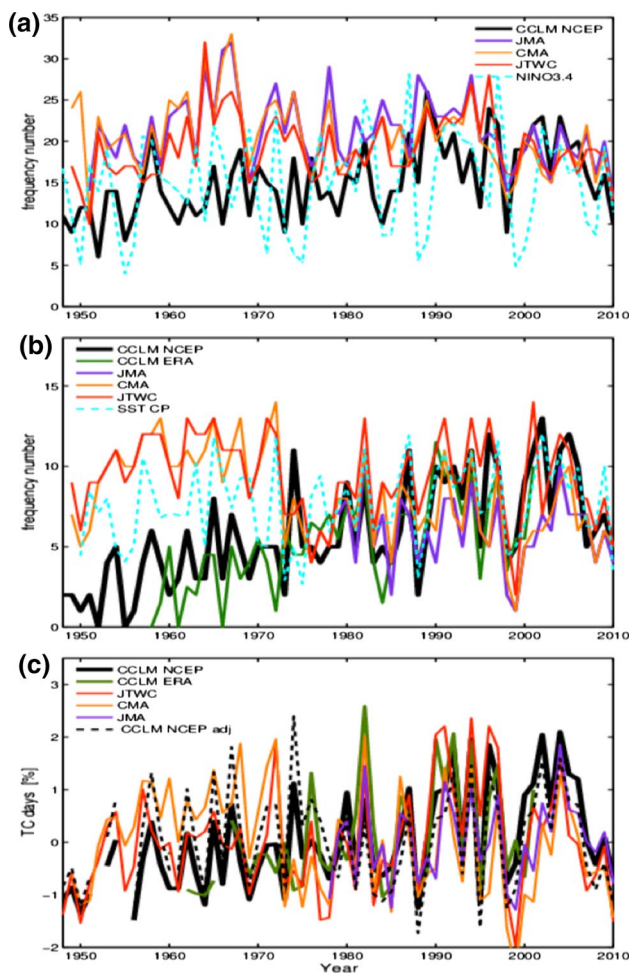 (a)
35
30
25
20
15
10
5
0
frequency number
CCLM NCEP
JMA
CMA
JTWC
NINO3.4
1950 1960 1970 1980 1990 2000 2010
(b)
15
10
5
0
frequency number
CCLM NCEP
CCLM ERA
JMA
CMA
JTWC
SST CP
1950 1960 1970 1980 1990 2000 2010
(c)
3
2
1
0
-1
-2
TC days [%]
CCLM NCEP
CCLM ERA
JTWC
CMA
JMA
CCLM NCEP adj
1950 1960 1970 1980 1990 2000 2010
Year